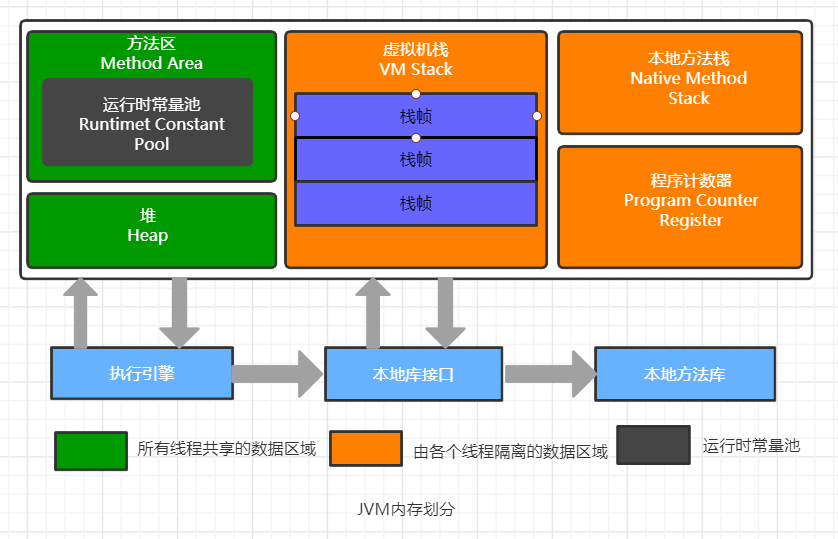 方法区
Method Area
运行时常量池
Runtimet Constant
Pool
堆
Heap
虚拟机栈
VM Stack
栈帧
栈帧
栈帧
本地方法栈
Native Method
Stack
程序计数器
Program Counter
Register
执行引擎
本地库接口
本地方法库
所有线程共享的数据区域
由各个线程隔离的数据区域
运行时常量池
JVM内存划分